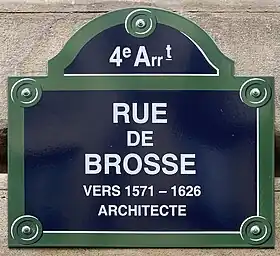 4e Arrt
RUE
DE
BROSSE
VERS 1571 – 1626
ARCHITECTE